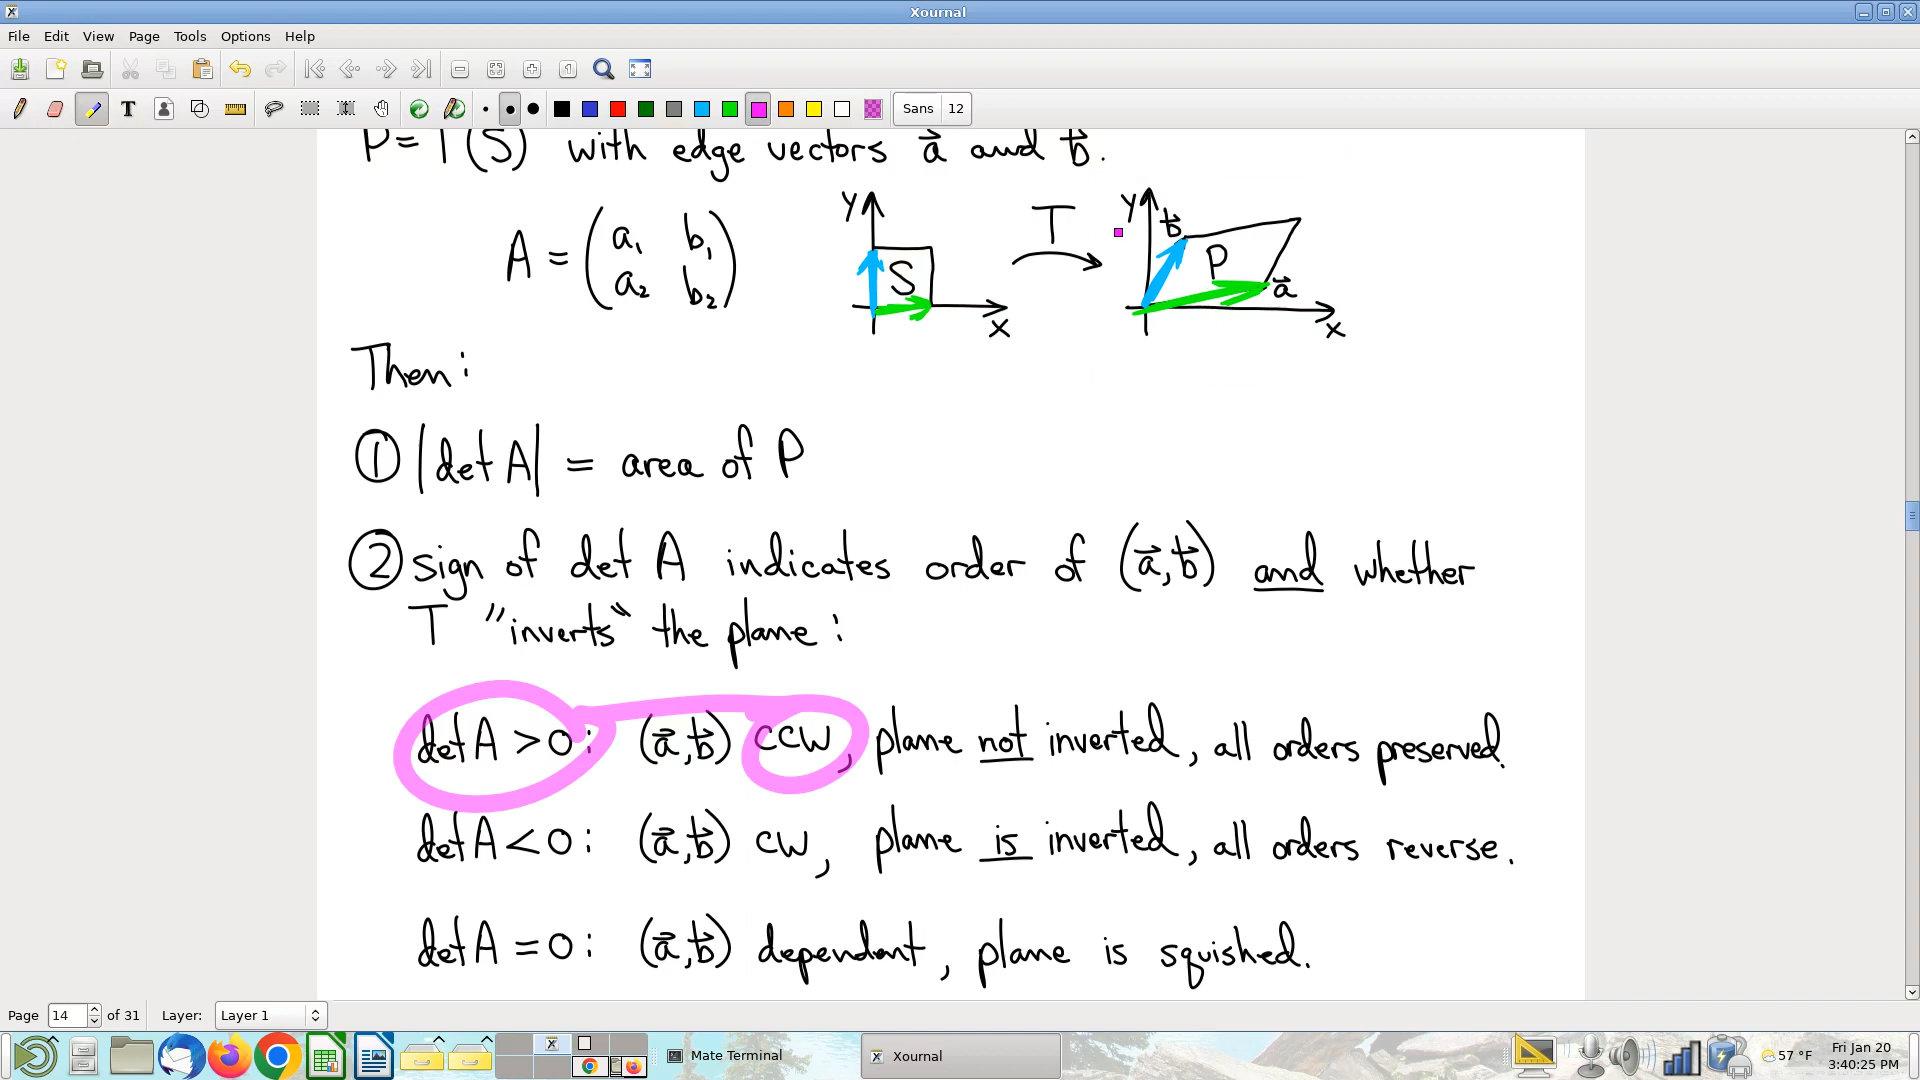 Xournal
File Edit View Page Tools Options Help
Sans 12
P = T(S) with edge vectors a⃗ and b⃗.
A = (a₁ b₁
a₂ b₂)
y
S
x
T
y
b⃗
P
a⃗
x
Then:
① |det A| = area of P
② sign of det A indicates order of (a⃗,b⃗) and whether
T "inverts" the plane:
det A > 0: (a⃗,b⃗) CCW, plane not inverted, all orders preserved.
det A < 0: (a⃗,b⃗) CW, plane is inverted, all orders reverse.
det A = 0: (a⃗,b⃗) dependent, plane is squished.
Page 14 of 31 Layer: Layer 1
Mate Terminal
Xournal
57 °F
Fri Jan 20
3:40:25 PM